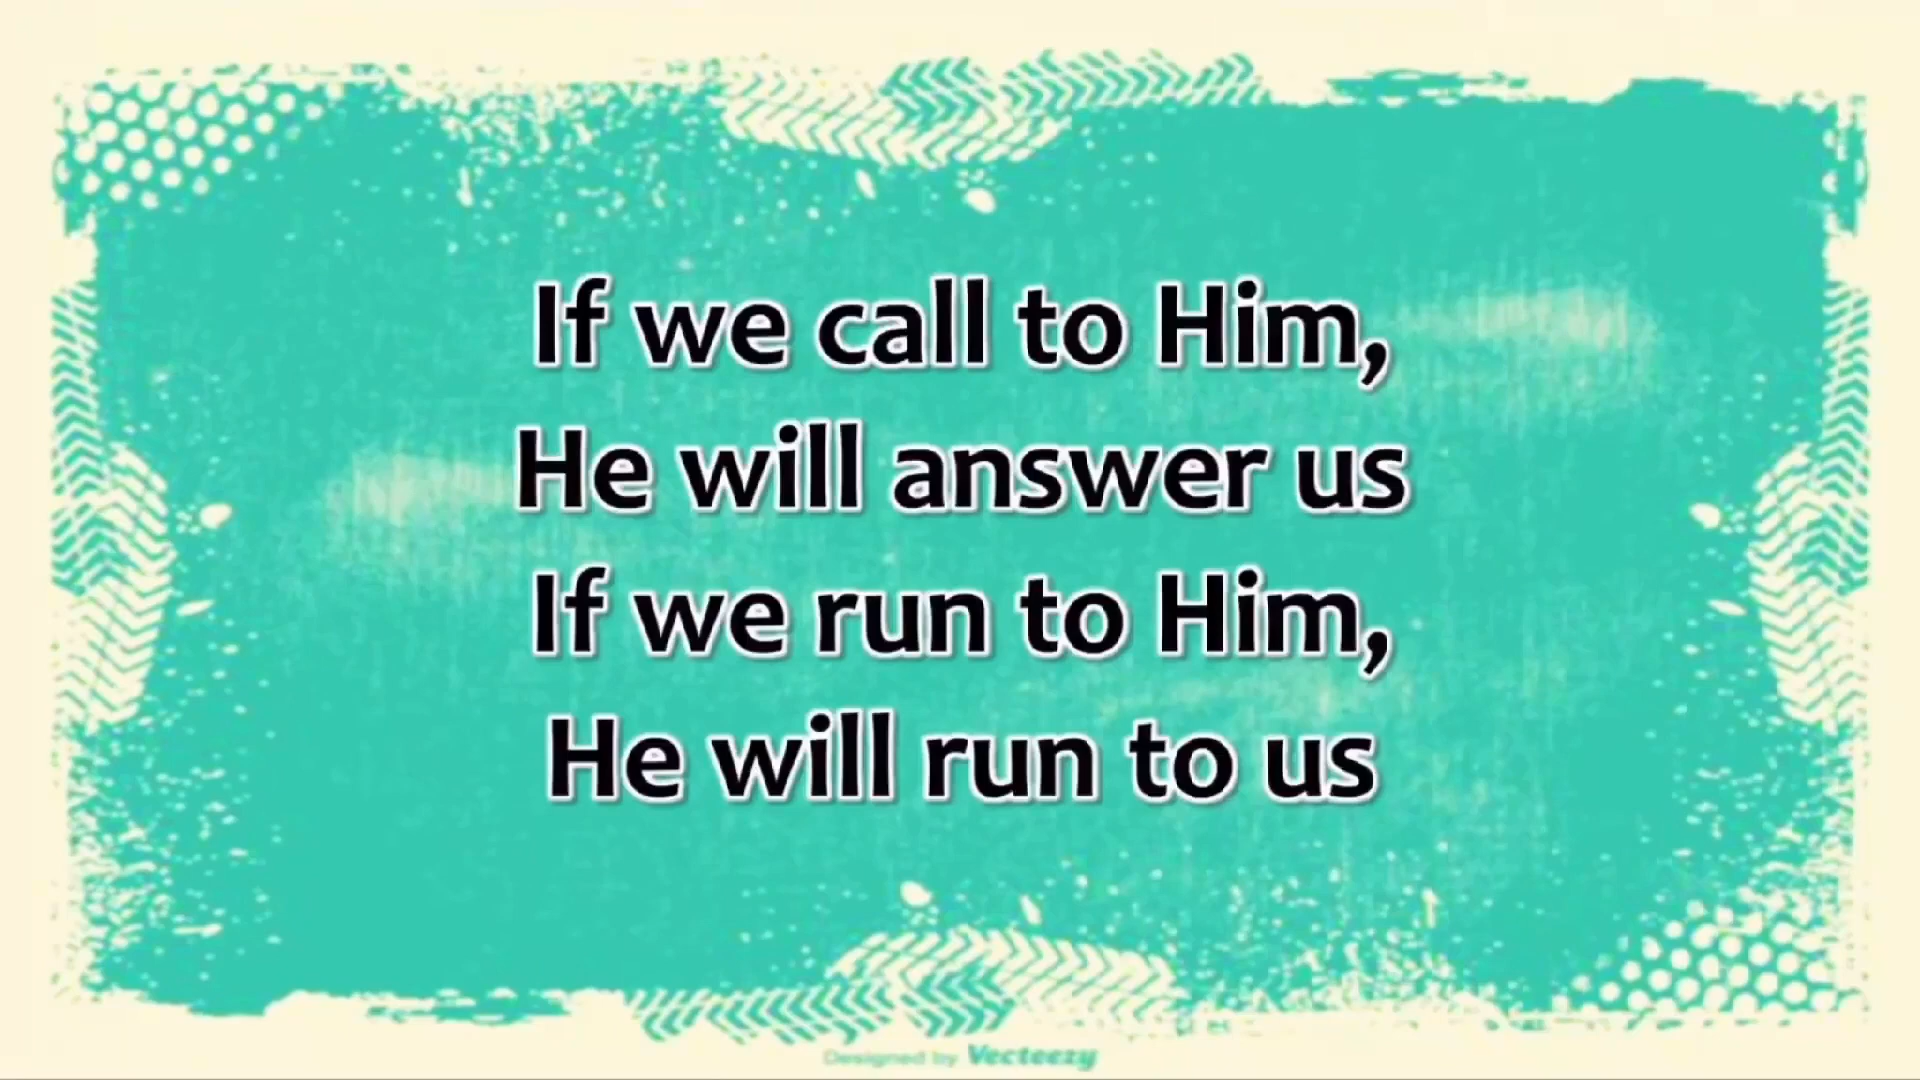 If we call to Him,
He will answer us
If we run to Him,
He will run to us
Designed by Vecteezy